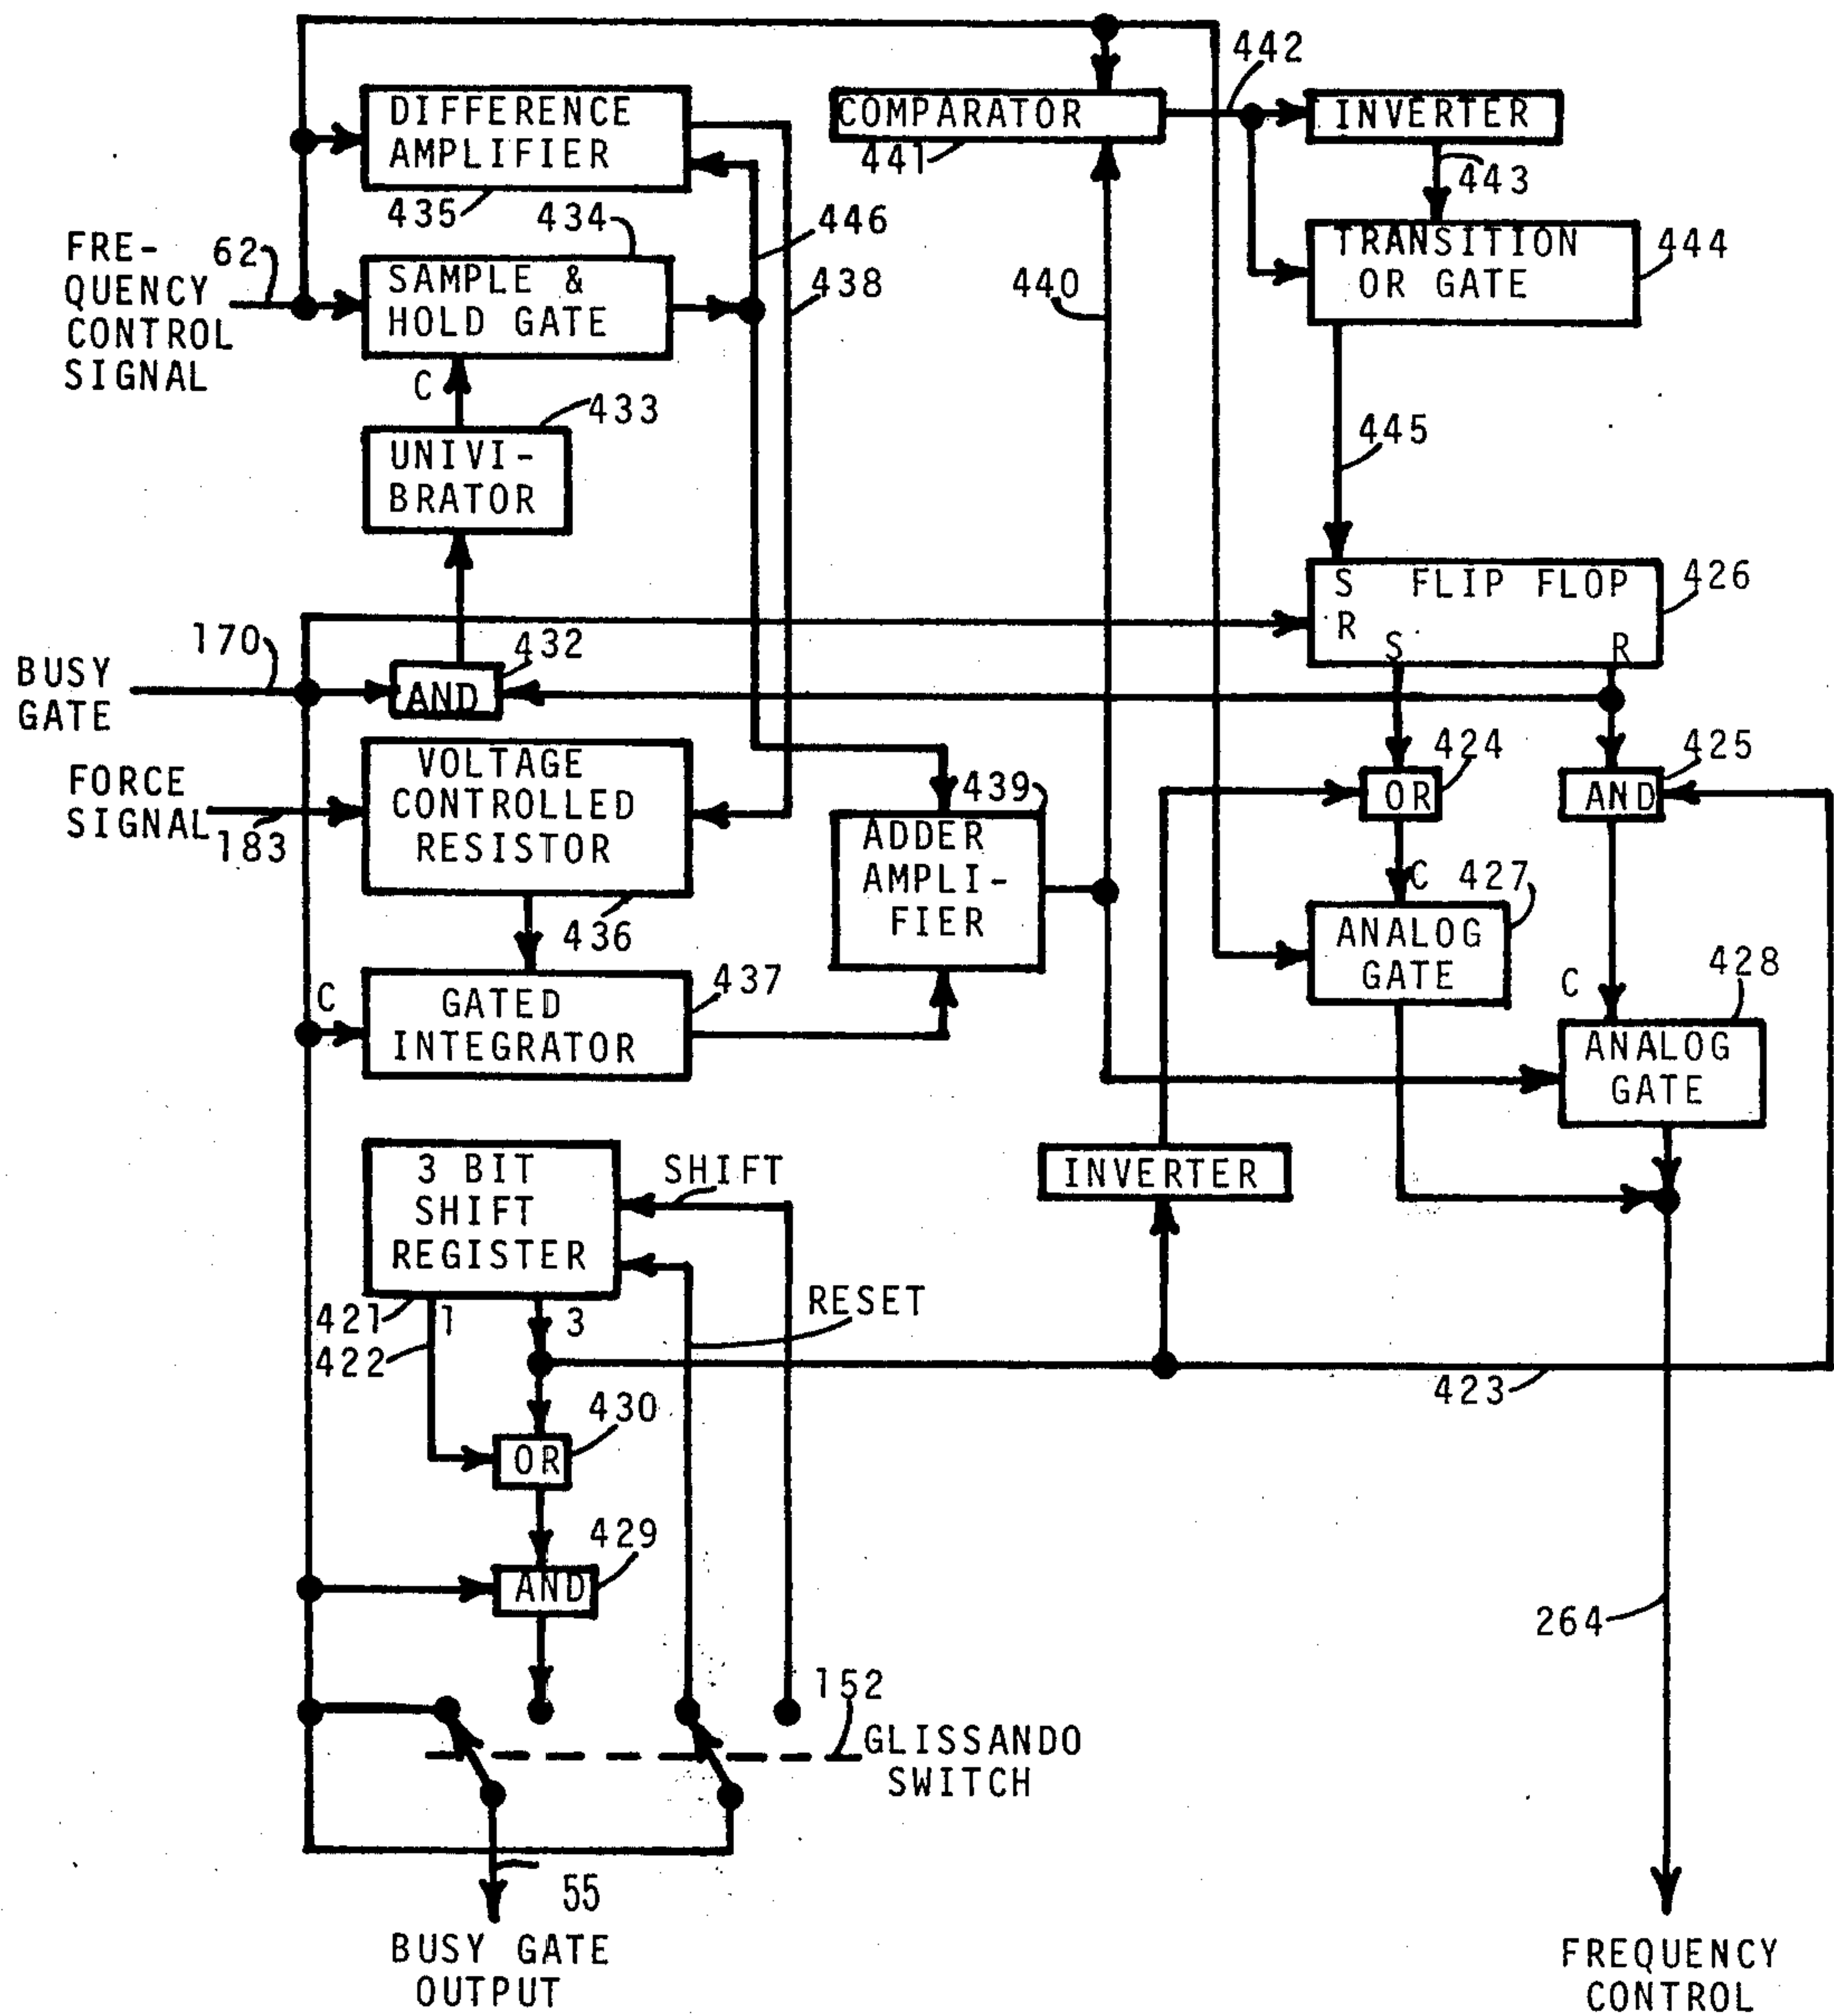 442
DIFFERENCE
AMPLIFIER
435
COMPARATOR
441
INVERTER
443
434
446
438
440
TRANSITION
OR GATE
444
FRE-
QUENCY
CONTROL
SIGNAL
62
SAMPLE &
HOLD GATE
C
433
UNIVI-
BRATOR
445
S FLIP FLOP
R
S R
426
170
BUSY
GATE
432
AND
FORCE
SIGNAL
183
VOLTAGE
CONTROLLED
RESISTOR
436
439
ADDER
AMPLI-
FIER
424
OR
425
AND
C
427
ANALOG
GATE
C
GATED
INTEGRATOR
437
C
428
ANALOG
GATE
3 BIT
SHIFT
REGISTER
SHIFT
INVERTER
RESET
421
1
3
422
423
430
OR
429
AND
264
152
GLISSANDO
SWITCH
55
BUSY GATE
OUTPUT
FREQUENCY
CONTROL